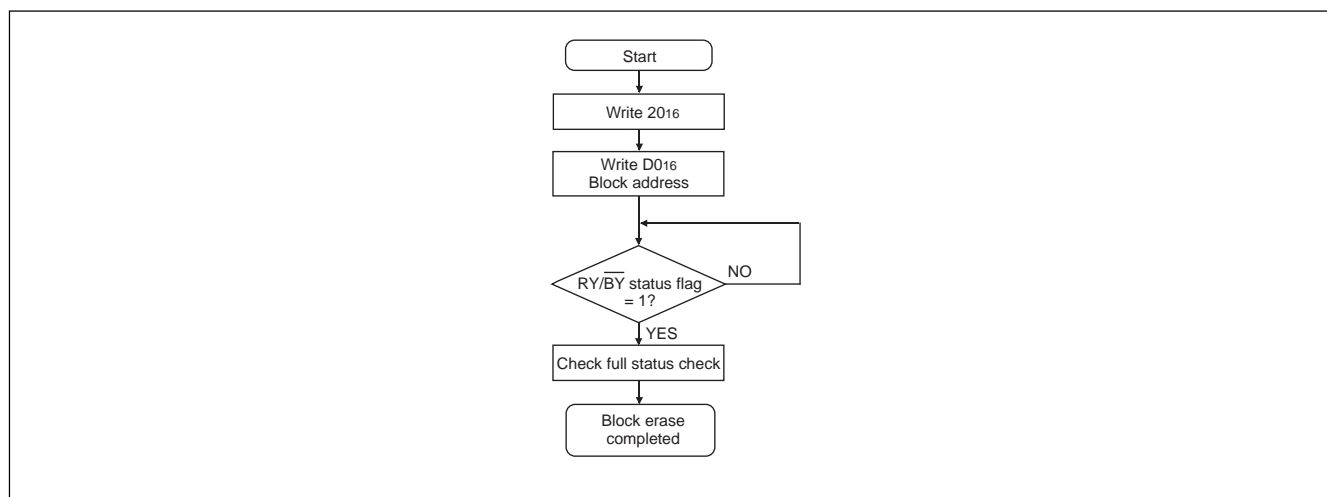 Start
Write 2016
Write D016
Block address
RY/B̅Y̅ status flag
= 1?
NO
YES
Check full status check
Block erase
completed